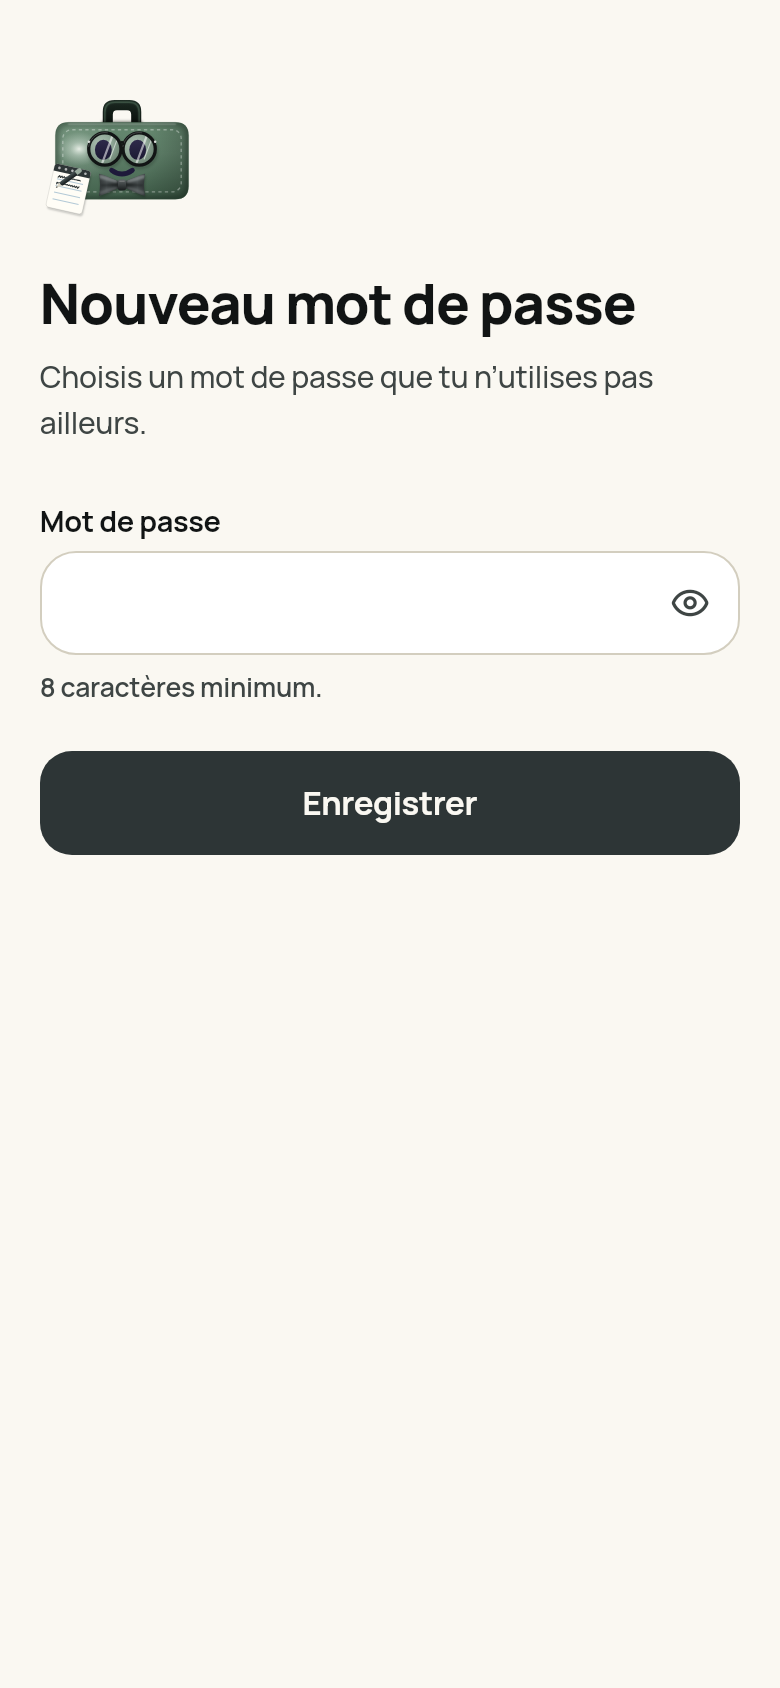 Nouveau mot de passe
Choisis un mot de passe que tu n’utilises pas
ailleurs.
Mot de passe
8 caractères minimum.
Enregistrer